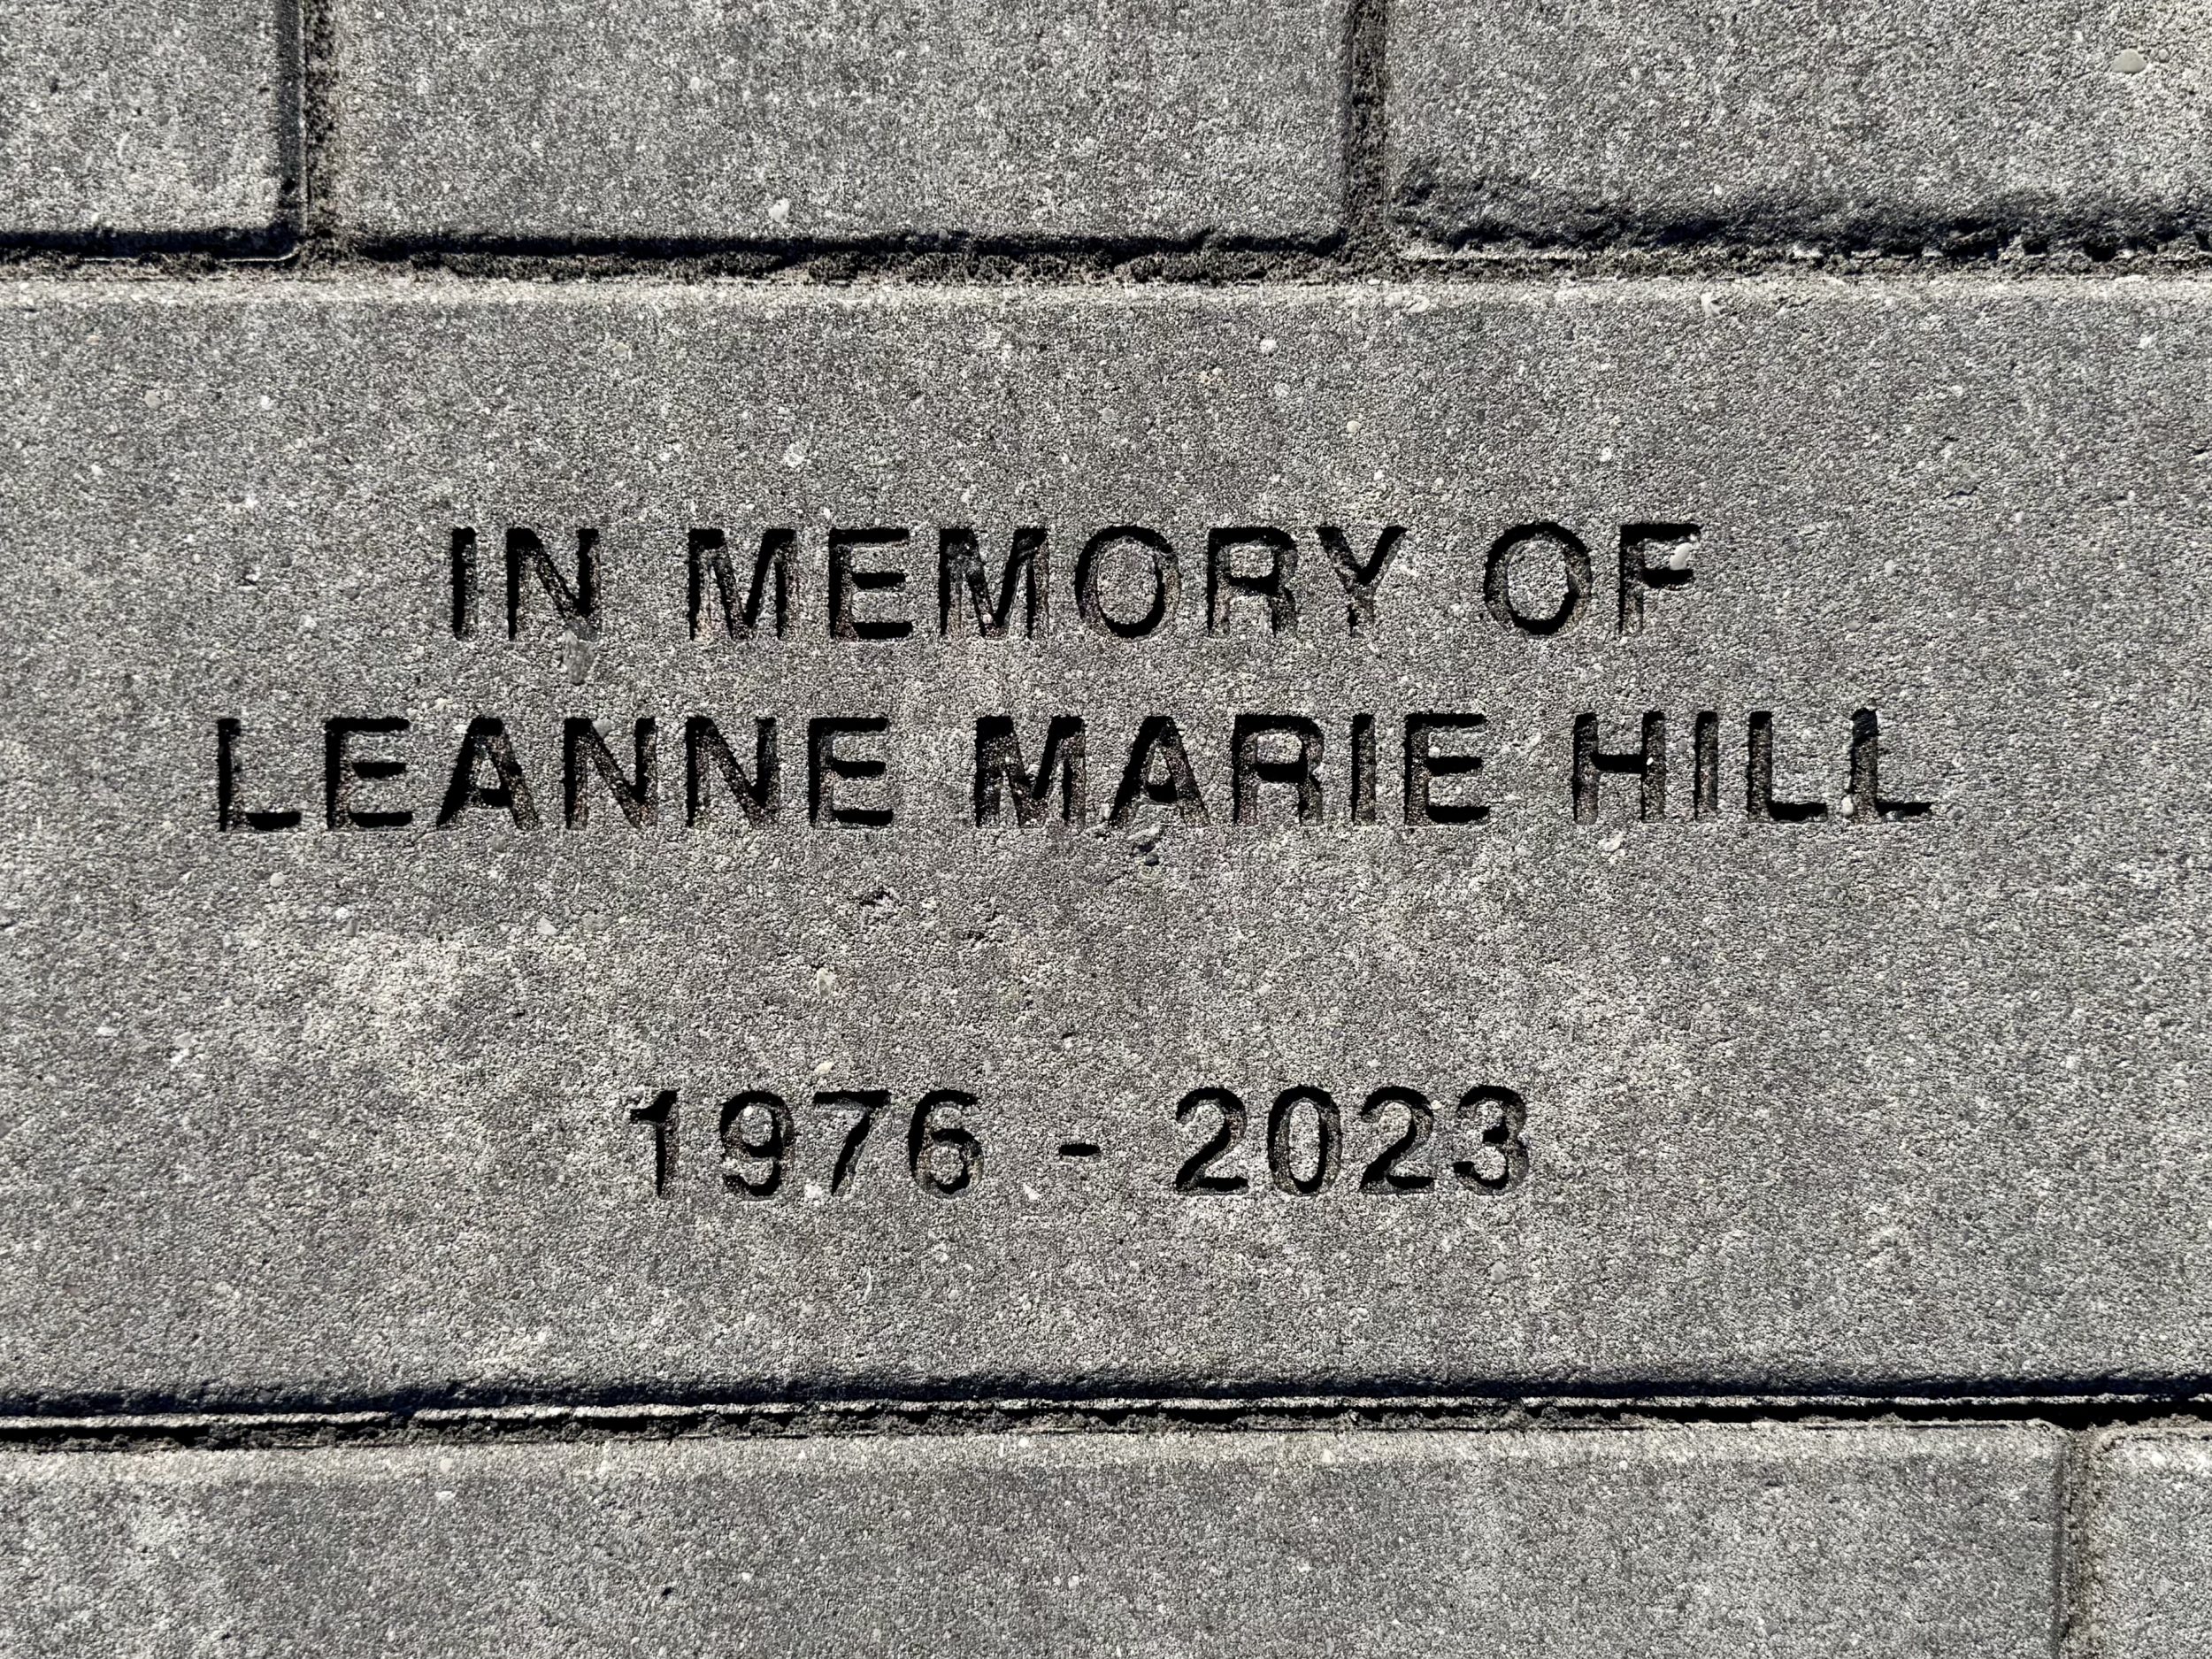 IN MEMORY OF
LEANNE MARIE HILL
1976 - 2023